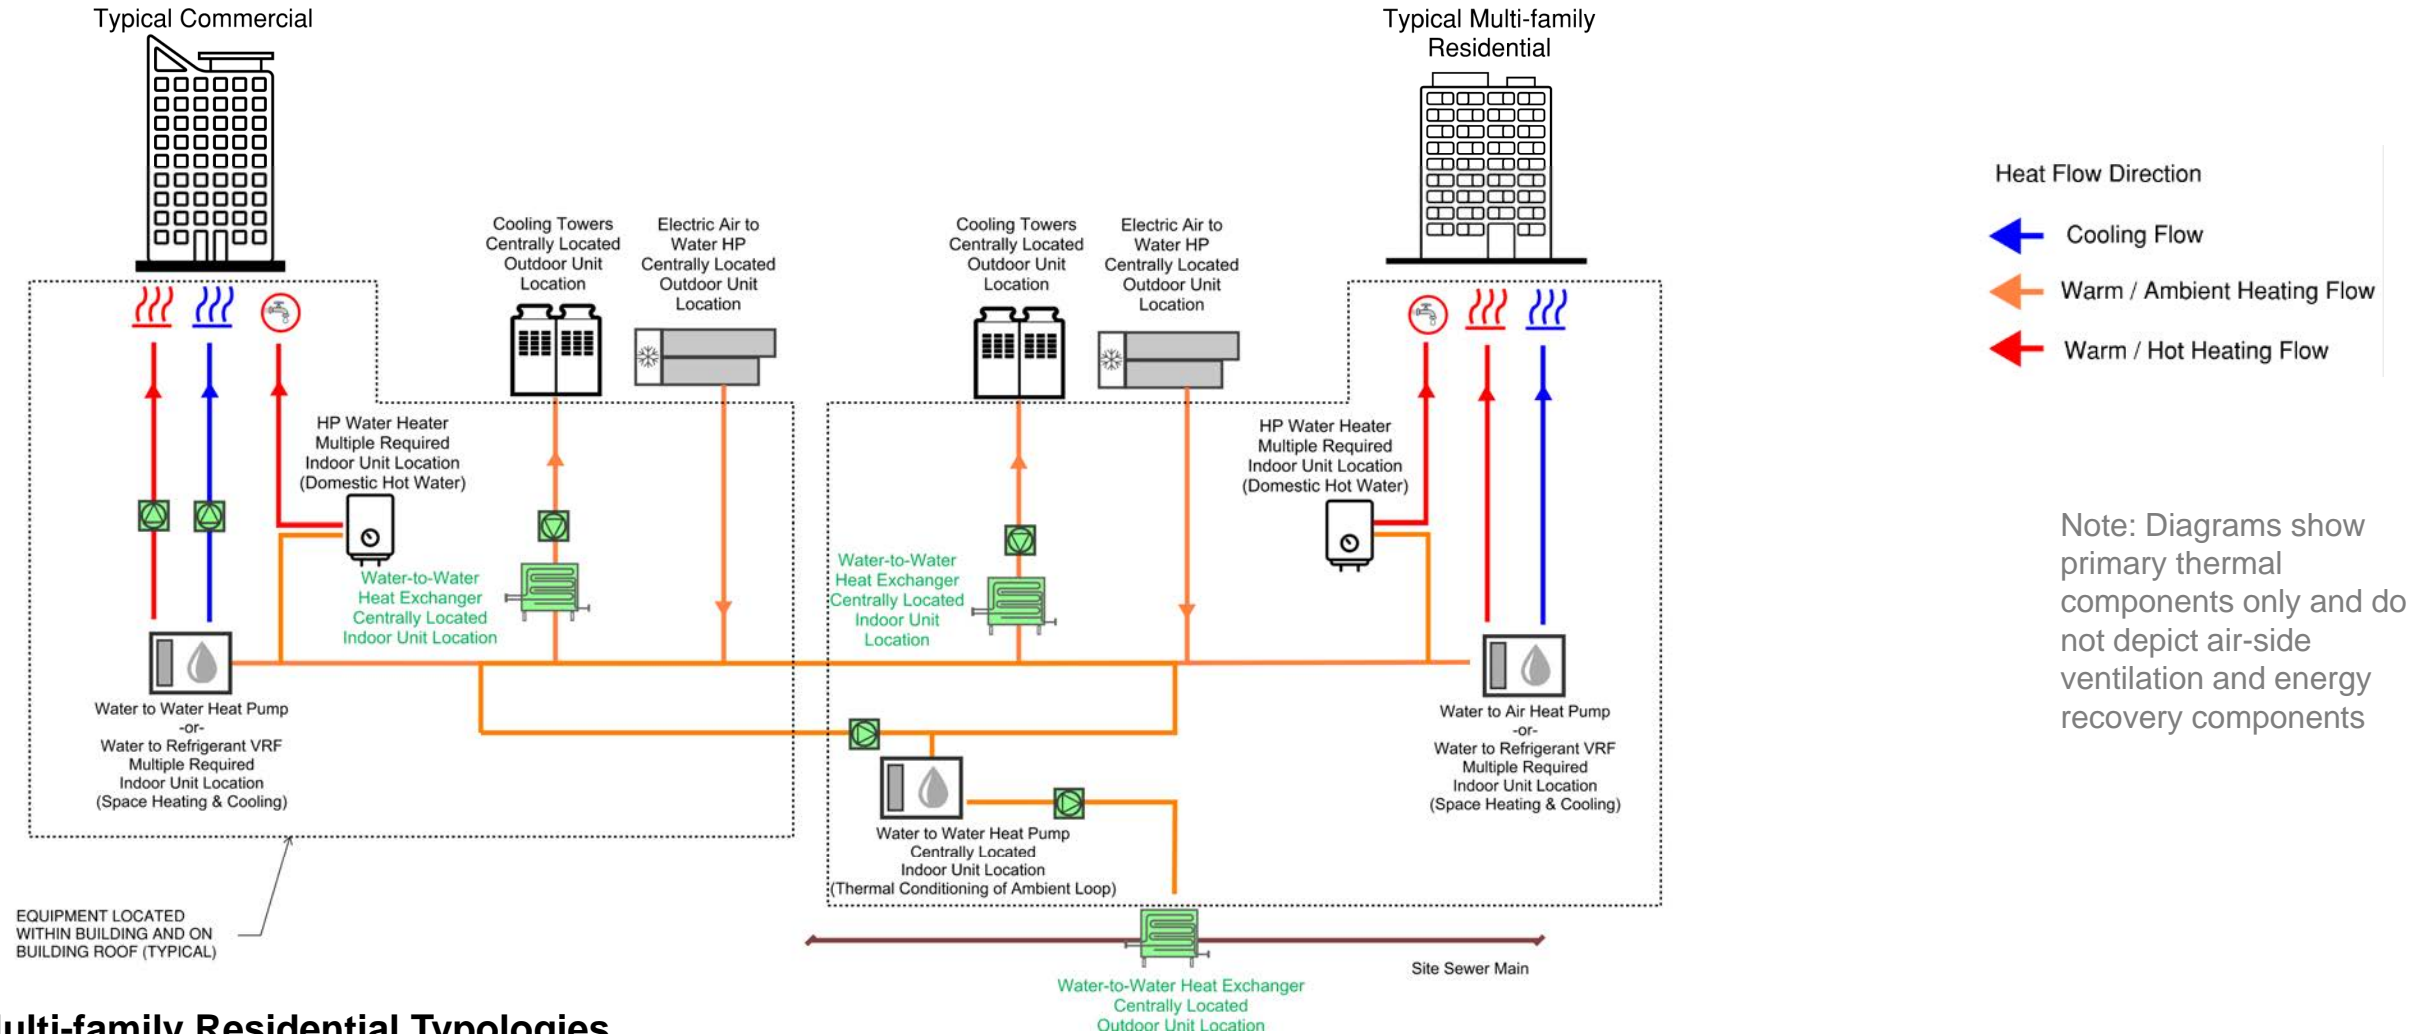 Typical Commercial
Typical Multi-family
Residential
Heat Flow Direction
Cooling Flow
Warm / Ambient Heating Flow
Warm / Hot Heating Flow
Cooling Towers
Centrally Located
Outdoor Unit
Location
Electric Air to
Water HP
Centrally Located
Outdoor Unit
Location
Cooling Towers
Centrally Located
Outdoor Unit
Location
Electric Air to
Water HP
Centrally Located
Outdoor Unit
Location
HP Water Heater
Multiple Required
Indoor Unit Location
(Domestic Hot Water)
HP Water Heater
Multiple Required
Indoor Unit Location
(Domestic Hot Water)
Water-to-Water
Heat Exchanger
Centrally Located
Indoor Unit Location
Water-to-Water
Heat Exchanger
Centrally Located
Indoor Unit
Location
Note: Diagrams show
primary thermal
components only and do
not depict air-side
ventilation and energy
recovery components
Water to Water Heat Pump
-or-
Water to Refrigerant VRF
Multiple Required
Indoor Unit Location
(Space Heating & Cooling)
Water to Air Heat Pump
-or-
Water to Refrigerant VRF
Multiple Required
Indoor Unit Location
(Space Heating & Cooling)
Water to Water Heat Pump
Centrally Located
Indoor Unit Location
(Thermal Conditioning of Ambient Loop)
EQUIPMENT LOCATED
WITHIN BUILDING AND ON
BUILDING ROOF (TYPICAL)
Site Sewer Main
Water-to-Water Heat Exchanger
Centrally Located
Outdoor Unit Location
Residential Typologies